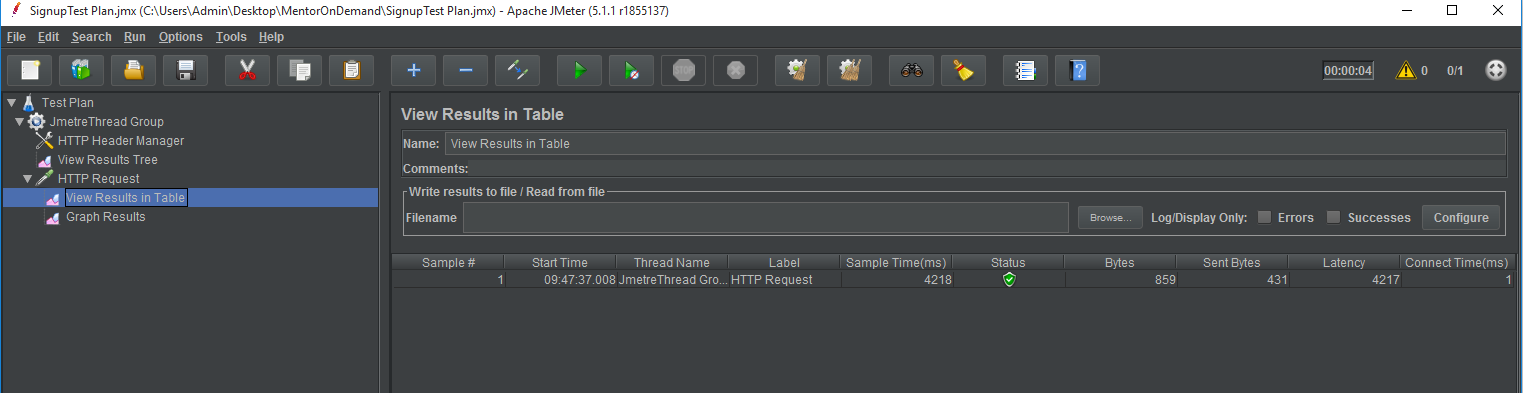 SignupTest Plan.jmx (C:\Users\Admin\Desktop\MentorOnDemand\SignupTest Plan.jmx) - Apache JMeter (5.1.1 r1855137)
File Edit Search Run Options Tools Help
STOP 00:00:04 0 0/1
Test Plan
JmetreThread Group
HTTP Header Manager
View Results Tree
HTTP Request
View Results in Table
Graph Results
View Results in Table
Name: View Results in Table
Comments:
Write results to file / Read from file
Filename Browse... Log/Display Only: Errors Successes Configure
Sample # Start Time Thread Name Label Sample Time(ms) Status Bytes Sent Bytes Latency Connect Time(ms)
1 09:47:37.008 JmetreThread Gro... HTTP Request 4218 859 431 4217 1